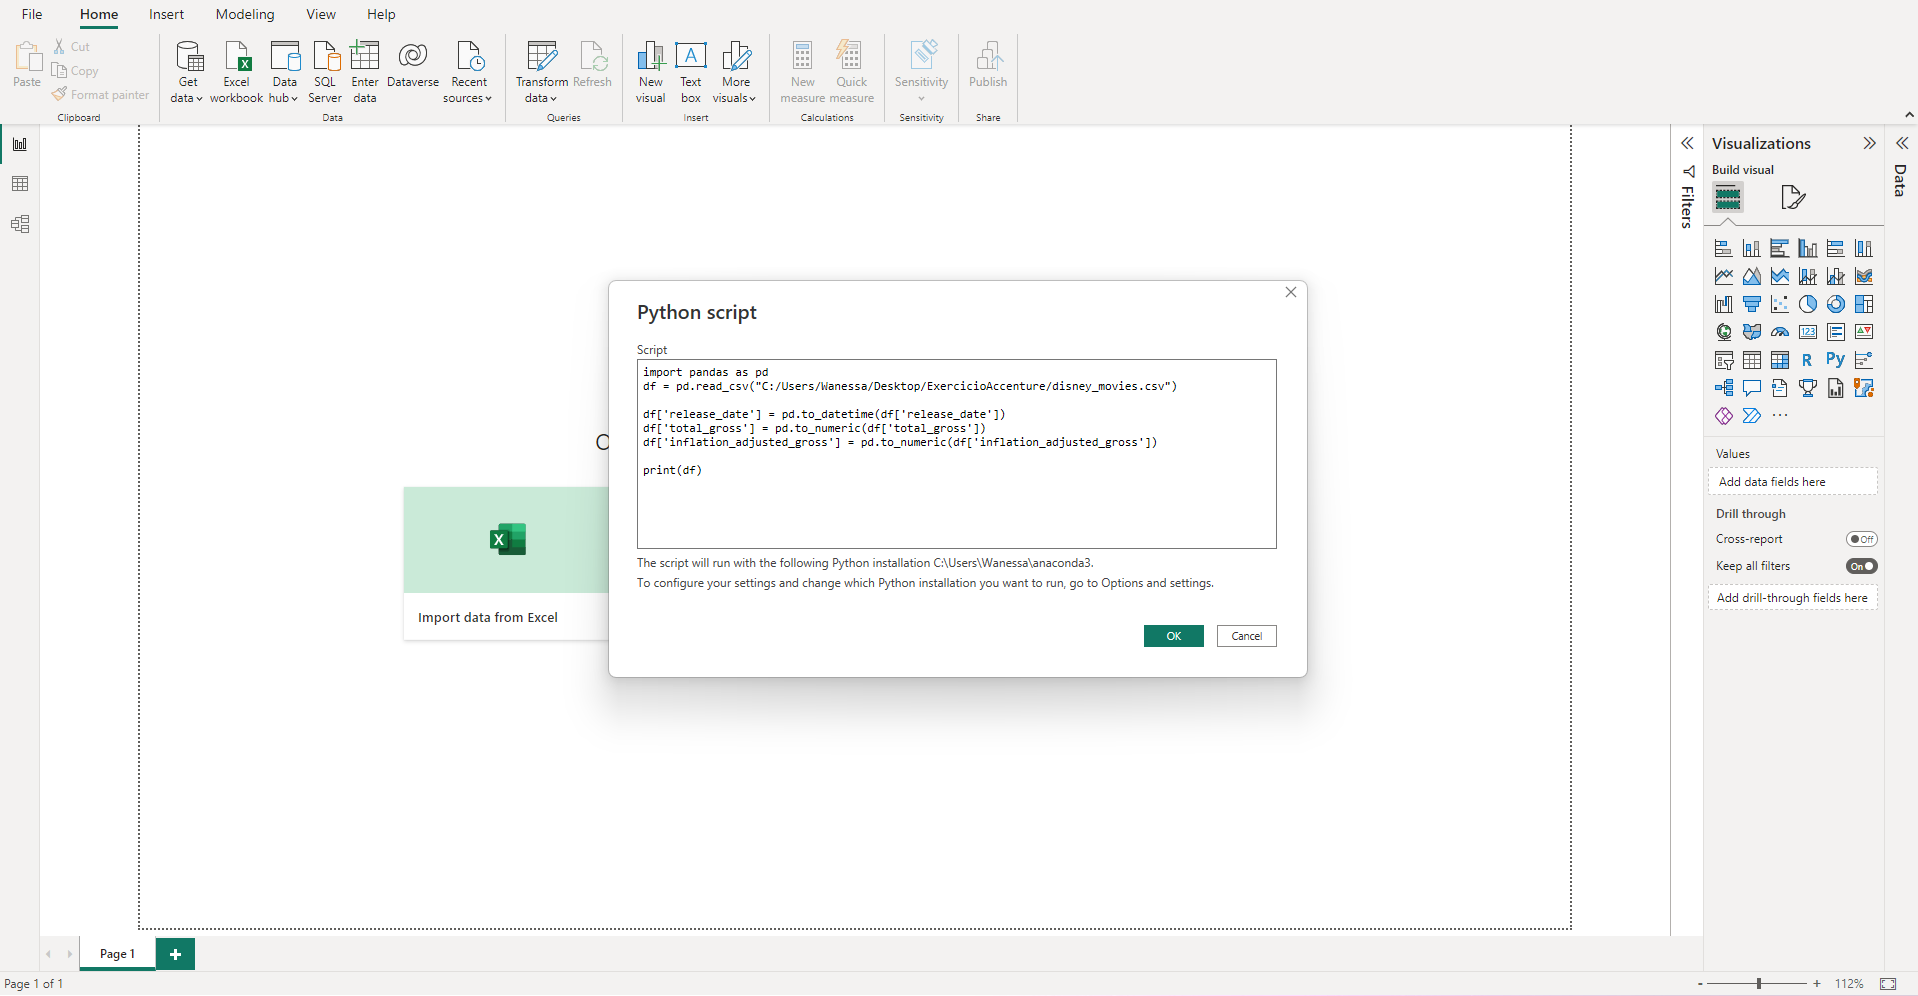 File Home Insert Modeling View Help
Paste
Cut
Copy
Format painter
Clipboard
Get data
Excel workbook
Data hub
SQL Server
Enter data
Dataverse
Recent sources
Data
Transform data
Refresh
Queries
New visual
Text box
More visuals
Insert
New measure
Quick measure
Calculations
Sensitivity
Sensitivity
Publish
Share
Filters
Visualizations
Build visual
123
R
Py
Values
Add data fields here
Drill through
Cross-report
Off
Keep all filters
On
Add drill-through fields here
Data
Python script
Script
import pandas as pd
df = pd.read_csv("C:/Users/Wanessa/Desktop/ExercicioAccenture/disney_movies.csv")
df['release_date'] = pd.to_datetime(df['release_date'])
df['total_gross'] = pd.to_numeric(df['total_gross'])
df['inflation_adjusted_gross'] = pd.to_numeric(df['inflation_adjusted_gross'])
print(df)
The script will run with the following Python installation C:\Users\Wanessa\anaconda3.
To configure your settings and change which Python installation you want to run, go to Options and settings.
OK
Cancel
Import data from Excel
Page 1
Page 1 of 1
112%